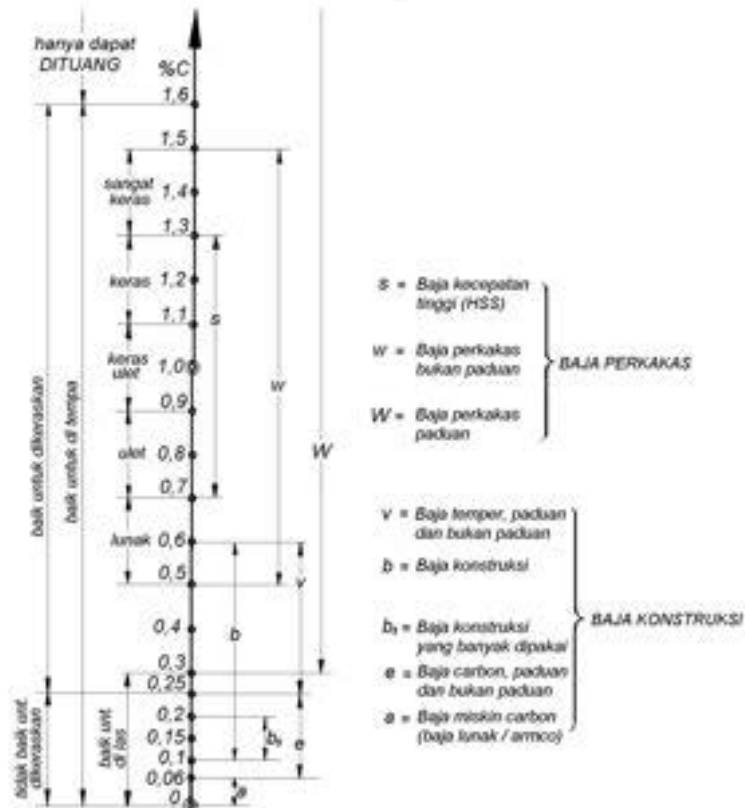 hanya dapat
DITUANG
%C
1,6
1,5
sangat
keras
1,4
1,3
keras
1,2
s
1,1
keras
ulet
1,0
w
0,9
ulet
0,8
W
0,7
lunak
0,6
0,5
v
0,4
b
0,3
0,25
0,2
0,15
b₁
e
0,1
0,06
a
0
baik untuk dikeraskan
baik untuk di tempa
tidak baik unt.
dikeraskan
baik unt
di las
s = Baja kecepatan
tinggi (HSS)
w = Baja perkakas
bukan paduan
W = Baja perkakas
paduan
BAJA PERKAKAS
v = Baja temper, paduan
dan bukan paduan
b = Baja konstruksi
b₁ = Baja konstruksi
yang banyak dipakai
e = Baja carbon, paduan
dan bukan paduan
a = Baja miskin carbon
(baja lunak / armco)
BAJA KONSTRUKSI